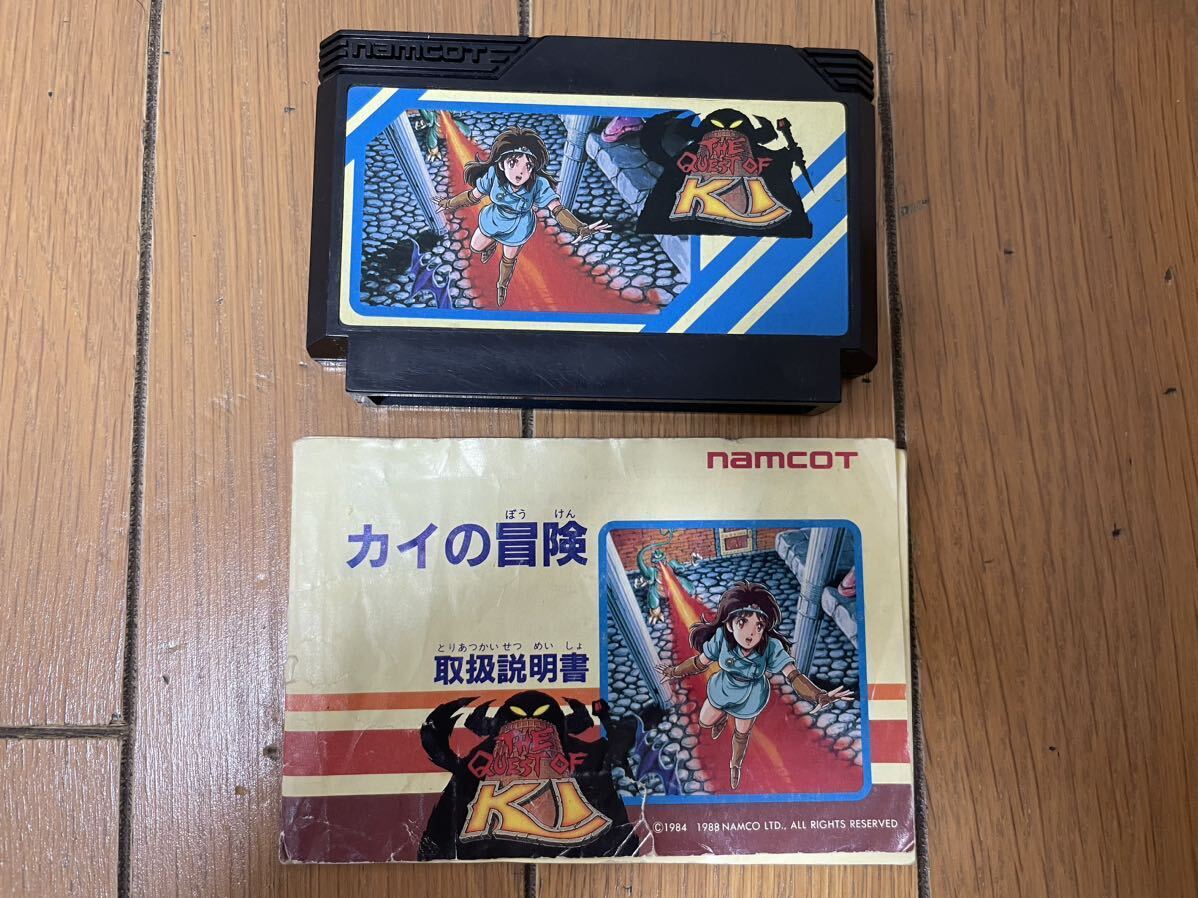 namcoT
THE
QUEST OF
KI
namcoT
ぼう けん
カイの冒険
とりあつかい せつ めい しょ
取扱説明書
THE
QUEST OF
KI
©1984 1988 NAMCO LTD., ALL RIGHTS RESERVED